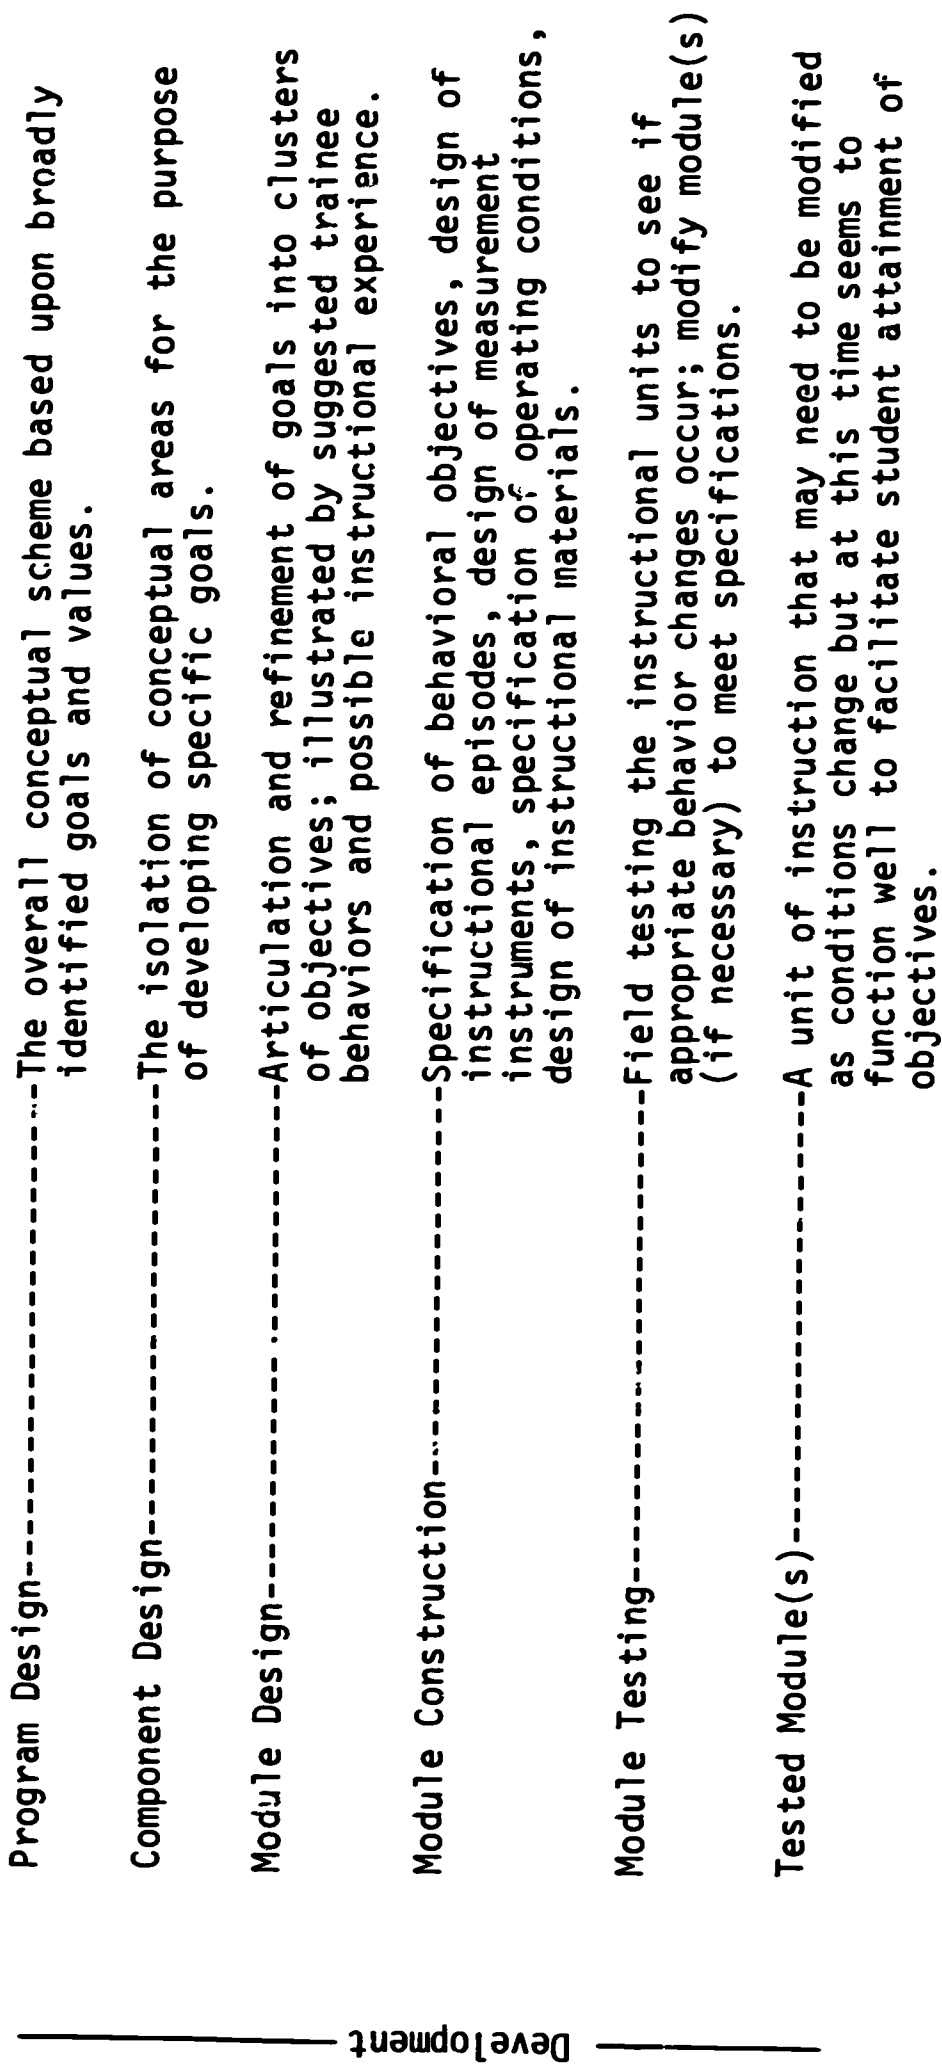 Program Design-----------------------------The overall conceptual scheme based upon broadly
identified goals and values.
Component Design---------------------------The isolation of conceptual areas for the purpose
of developing specific goals.
Module Design------------------------------Articulation and refinement of goals into clusters
of objectives; illustrated by suggested trainee
behaviors and possible instructional experience.
Module Construction------------------------Specification of behavioral objectives, design of
instructional episodes, design of measurement
instruments, specification of operating conditions,
design of instructional materials.
Module Testing-----------------------------Field testing the instructional units to see if
appropriate behavior changes occur; modify module(s)
(if necessary) to meet specifications.
Tested Module(s)---------------------------A unit of instruction that may need to be modified
as conditions change but at this time seems to
function well to facilitate student attainment of
objectives.
Development